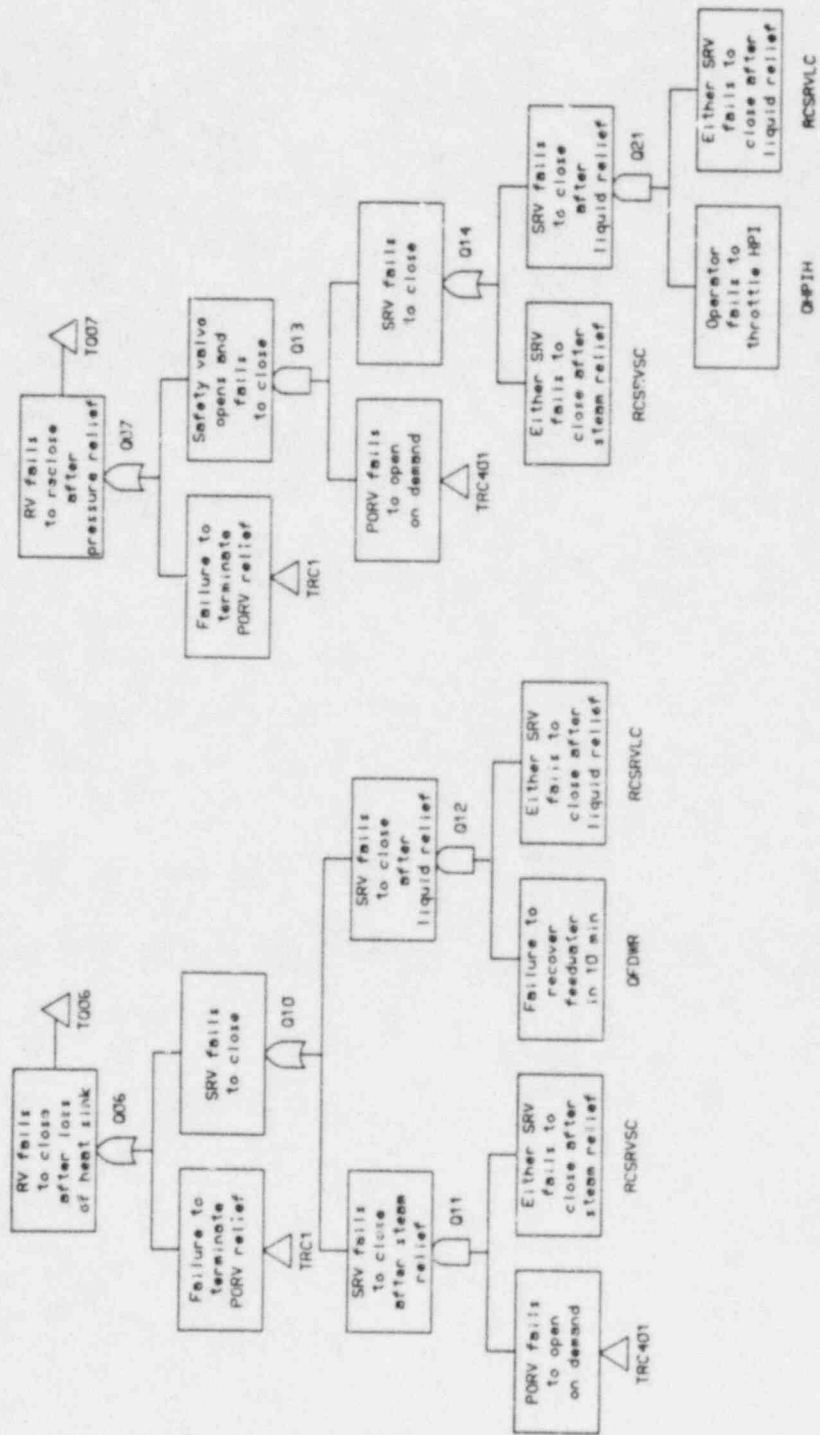 RV fails
to close
after loss
of heat sink
TQ06
Q06
Failure to
terminate
PORV relief
TRC1
SRV fails
to close
Q10
SRV fails
to close
after steam
relief
Q11
PORV fails
to open
on demand
TRC401
Either SRV
fails to
close after
steam relief
RCSRVSC
SRV fails
to close
after
liquid relief
Q12
Failure to
recover
feedwater
in 10 min
QFDWR
Either SRV
fails to
close after
liquid relief
RCSRVLC
RV fails
to reclose
after
pressure relief
TQ07
Q07
Failure to
terminate
PORV relief
TRC1
Safety valve
opens and
fails
to close
Q13
PORV fails
to open
on demand
TRC401
SRV fails
to close
Q14
Either SRV
fails to
close after
steam relief
RCSRVSC
SRV fails
to close
after
liquid relief
Q21
Operator
fails to
throttle HPI
QHPIH
Either SRV
fails to
close after
liquid relief
RCSRVLC